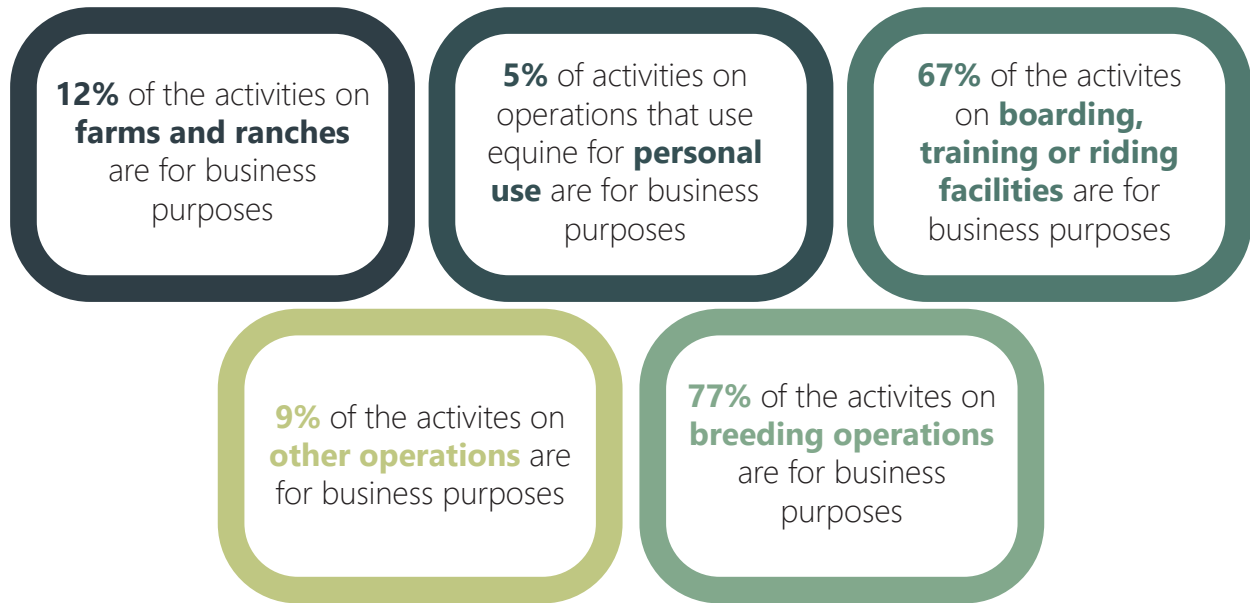 12% of the activities on
farms and ranches
are for business
purposes
5% of activities on
operations that use
equine for personal
use are for business
purposes
67% of the activites
on boarding,
training or riding
facilities are for
business purposes
9% of the activites on
other operations are
for business purposes
77% of the activites on
breeding operations
are for business
purposes